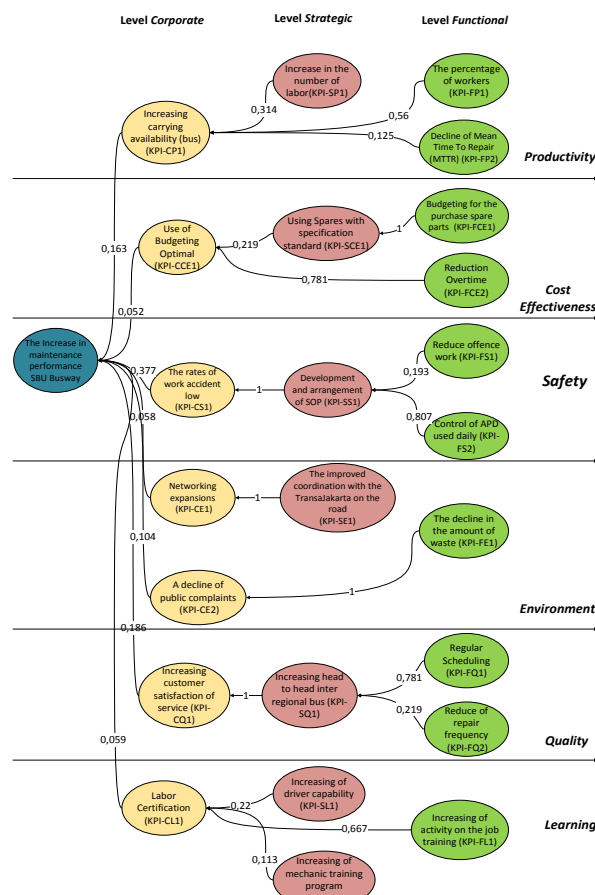 Level Corporate
Level Strategic
Level Functional
Increase in
the number of
labor(KPI-SP1)
The percentage
of workers
(KPI-FP1)
0,314
0,56
Increasing
carrying
availability (bus)
(KPI-CP1)
0,125
Decline of Mean
Time To Repair
(MTTR) (KPI-FP2)
Productivity
0,163
Use of
Budgeting
Optimal
(KPI-CCE1)
0,219
Using Spares with
specification
standard (KPI-SCE1)
1
Budgeting for the
purchase spare
parts (KPI-FCE1)
0,781
Reduction
Overtime
(KPI-FCE2)
Cost
Effectiveness
0,052
The Increase in
maintenance
performance
SBU Busway
0,377
The rates of
work accident
low
(KPI-CS1)
1
Development and
arrangement
of SOP (KPI-SS1)
0,193
Reduce offence
work (KPI-FS1)
Safety
0,807
Control of APD
used daily (KPI-
FS2)
0,058
Networking
expansions
(KPI-CE1)
1
The improved
coordination with the
TransaJakarta on the
road
(KPI-SE1)
The decline in
the amount of
waste (KPI-FE1)
0,104
A decline of
public complaints
(KPI-CE2)
1
Environment
0,186
Increasing
customer
satisfaction of
service (KPI-
CQ1)
1
Increasing head
to head inter
regional bus (KPI-
SQ1)
0,781
Regular
Scheduling
(KPI-FQ1)
0,219
Reduce of
repair
frequency
(KPI-FQ2)
Quality
0,059
Labor
Certification
(KPI-CL1)
0,22
Increasing of
driver capability
(KPI-SL1)
0,667
Increasing of
activity on the job
training (KPI-FL1)
Learning
0,113
Increasing of
mechanic training
program